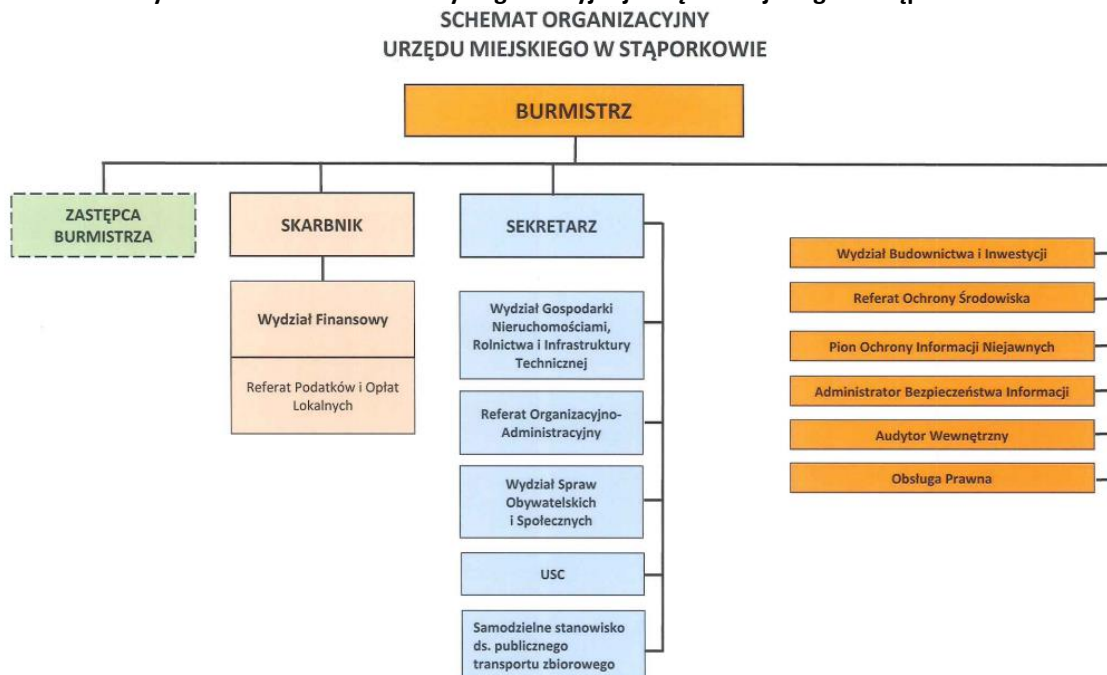 SCHEMAT ORGANIZACYJNY
URZĘDU MIEJSKIEGO W STĄPORKOWIE
BURMISTRZ
ZASTĘPCA
BURMISTRZA
SKARBNIK
Wydział Finansowy
Referat Podatków i Opłat
Lokalnych
SEKRETARZ
Wydział Gospodarki
Nieruchomościami,
Rolnictwa i Infrastruktury
Technicznej
Referat Organizacyjno-
Administracyjny
Wydział Spraw
Obywatelskich
i Społecznych
USC
Samodzielne stanowisko
ds. publicznego
transportu zbiorowego
Wydział Budownictwa i Inwestycji
Referat Ochrony Środowiska
Pion Ochrony Informacji Niejawnych
Administrator Bezpieczeństwa Informacji
Audytor Wewnętrzny
Obsługa Prawna